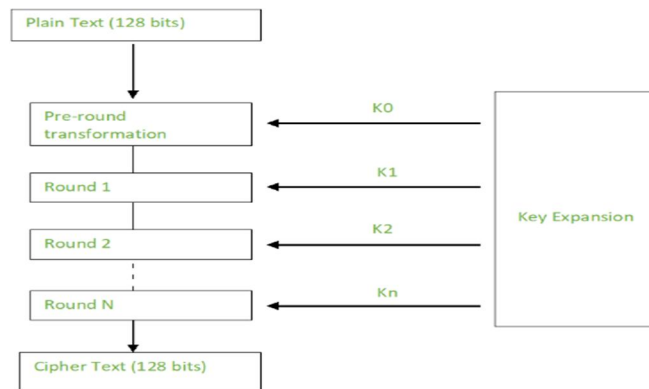 Plain Text (128 bits)
Pre-round
transformation
K0
Round 1
K1
Key Expansion
Round 2
K2
Round N
Kn
Cipher Text (128 bits)